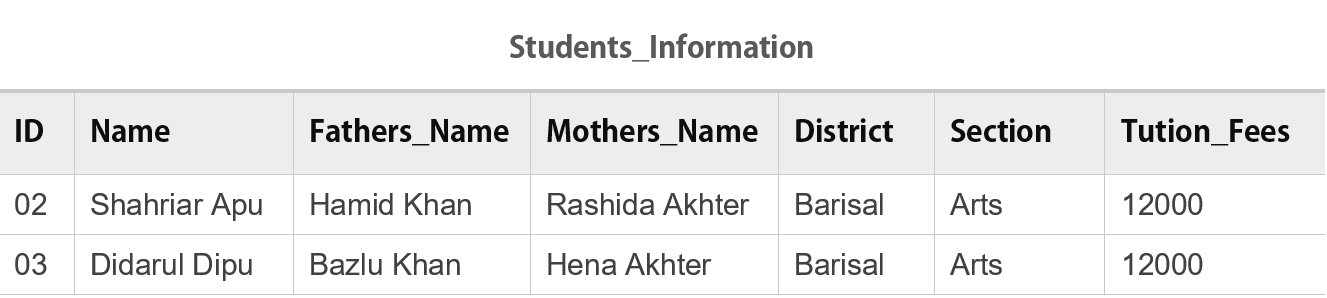 Students_Information
ID Name Fathers_Name Mothers_Name District Section Tution_Fees
02 Shahriar Apu Hamid Khan Rashida Akhter Barisal Arts 12000
03 Didarul Dipu Bazlu Khan Hena Akhter Barisal Arts 12000